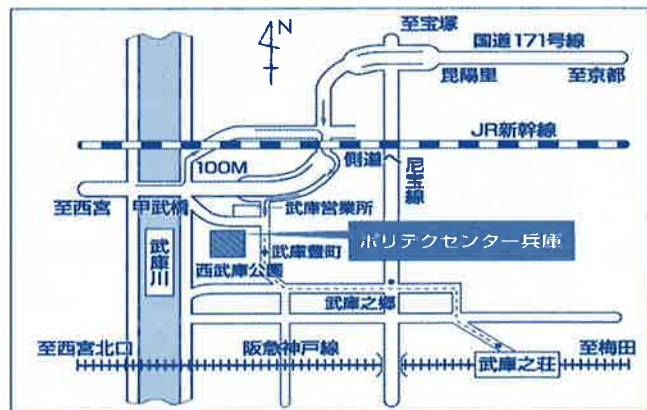 N
至宝塚
国道171号線
昆陽里
至京都
JR新幹線
100M
側道
尼宝線
至西宮
甲武橋
武庫営業所
ポリテクセンター兵庫
武庫川
武庫豊町
西武庫公園
武庫之郷
至西宮北口
阪急神戸線
武庫之荘
至梅田